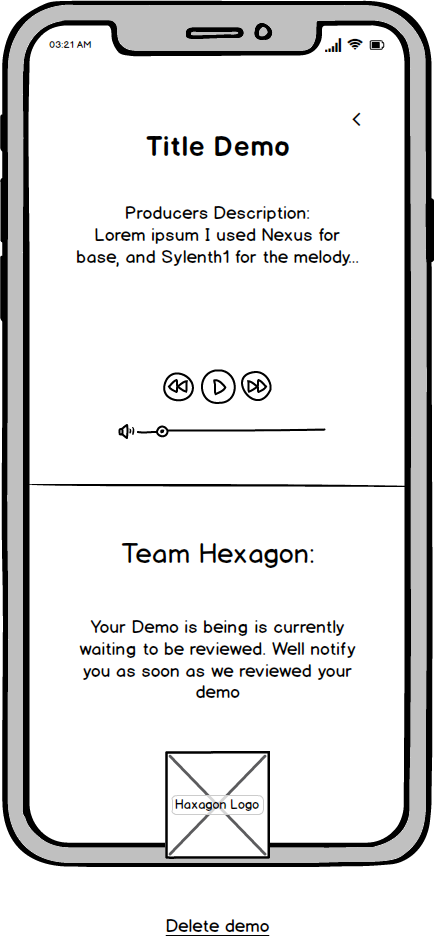 03:21 AM
Title Demo
Producers Description:
Lorem ipsum I used Nexus for
base, and Sylenth1 for the melody...
Team Hexagon:
Your Demo is being is currently
waiting to be reviewed. Well notify
you as soon as we reviewed your
demo
Haxagon Logo
Delete demo